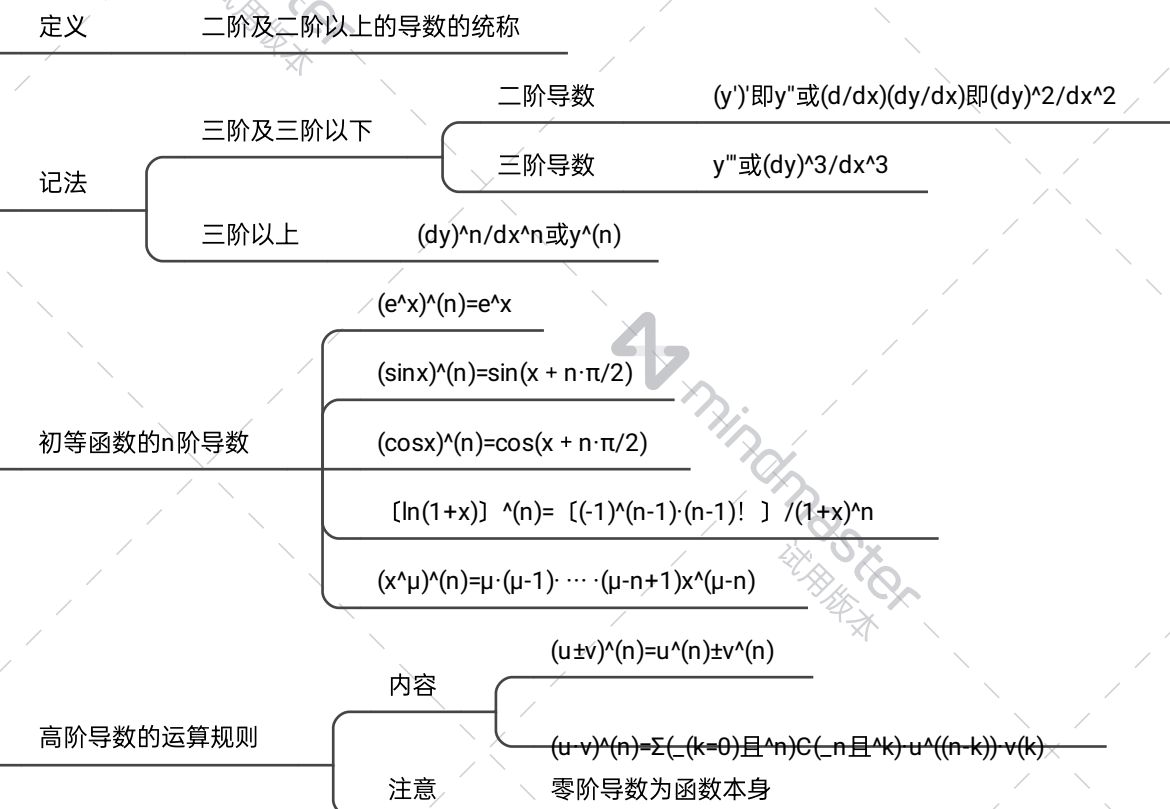 定义 二阶及二阶以上的导数的统称
二阶导数 (y')'即y"或(d/dx)(dy/dx)即(dy)^2/dx^2
三阶及三阶以下
三阶导数 y'''或(dy)^3/dx^3
记法
三阶以上 (dy)^n/dx^n或y^(n)
(e^x)^(n)=e^x
(sinx)^(n)=sin(x + n·π/2)
初等函数的n阶导数 (cosx)^(n)=cos(x + n·π/2)
〔ln(1+x)〕^(n)=〔(-1)^(n-1)·(n-1)！〕/(1+x)^n
(x^μ)^(n)=μ·(μ-1)· ··· ·(μ-n+1)x^(μ-n)
(u±v)^(n)=u^(n)±v^(n)
内容
高阶导数的运算规则
(u·v)^(n)=Σ(_(k=0)且^n)C(_n且^k)·u^((n-k))·v(k)
注意 零阶导数为函数本身
mindmaster
试用版本